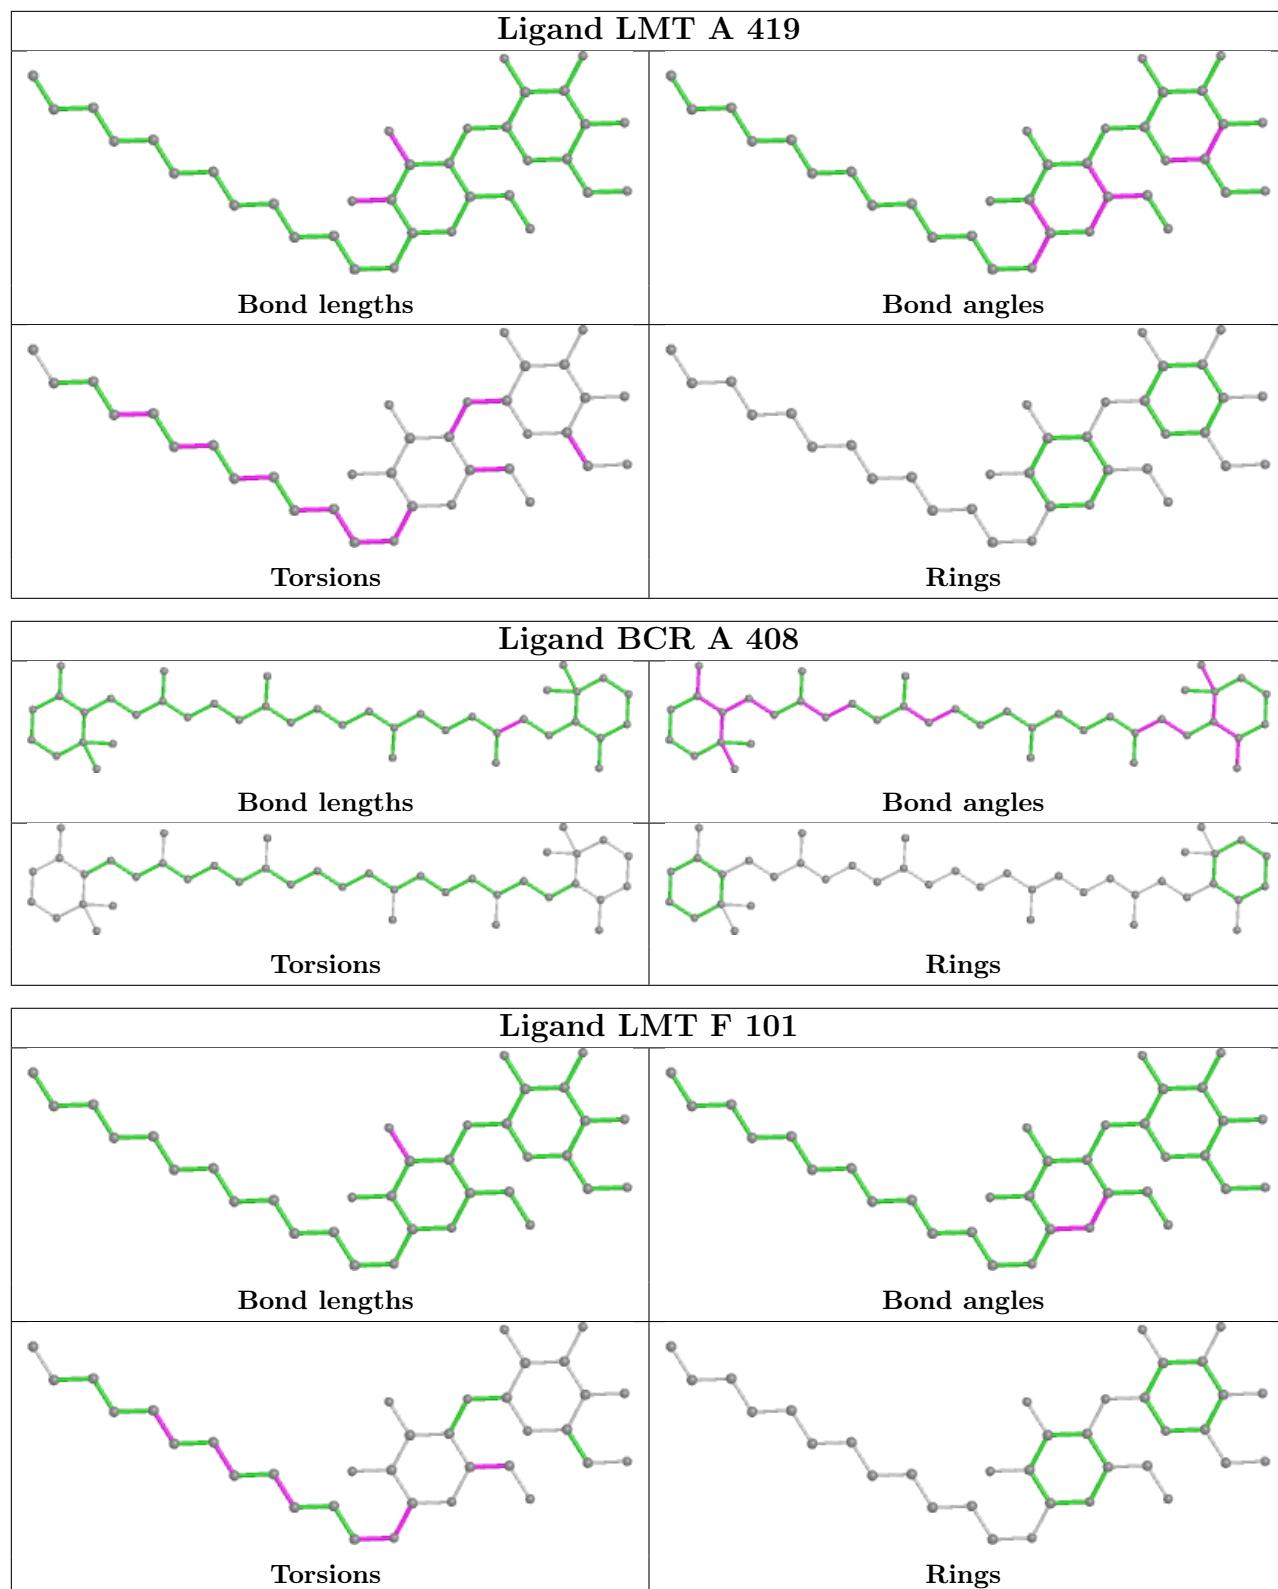 Ligand LMT A 419
Bond lengths
Bond angles
Torsions
Rings
Ligand BCR A 408
Bond lengths
Bond angles
Torsions
Rings
Ligand LMT F 101
Bond lengths
Bond angles
Torsions
Rings